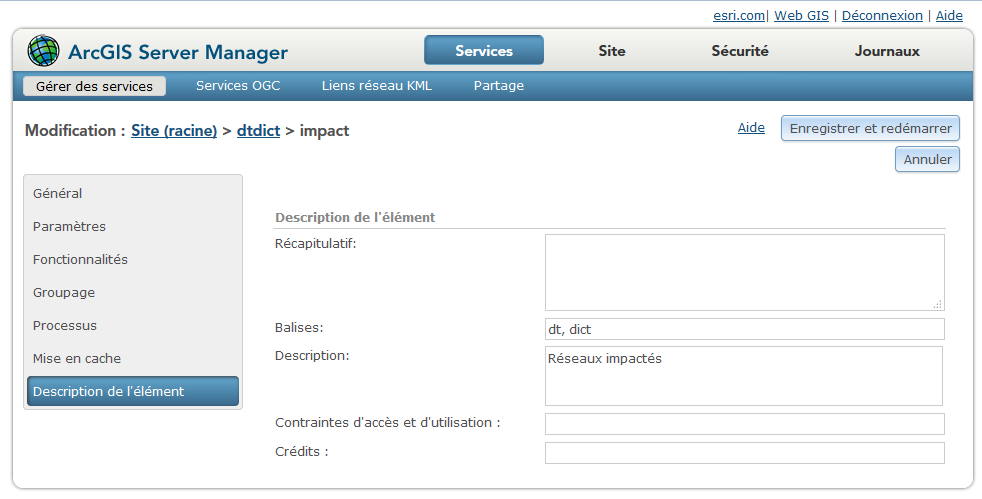 esri.com| Web GIS | Déconnexion | Aide
ArcGIS Server Manager Services Site Sécurité Journaux
Gérer des services Services OGC Liens réseau KML Partage
Modification : Site (racine) > dtdict > impact Aide Enregistrer et redémarrer
Annuler
Général
Paramètres
Fonctionnalités
Groupage
Processus
Mise en cache
Description de l'élément
Description de l'élément
Récapitulatif:
Balises: dt, dict
Description: Réseaux impactés
Contraintes d'accès et d'utilisation :
Crédits :